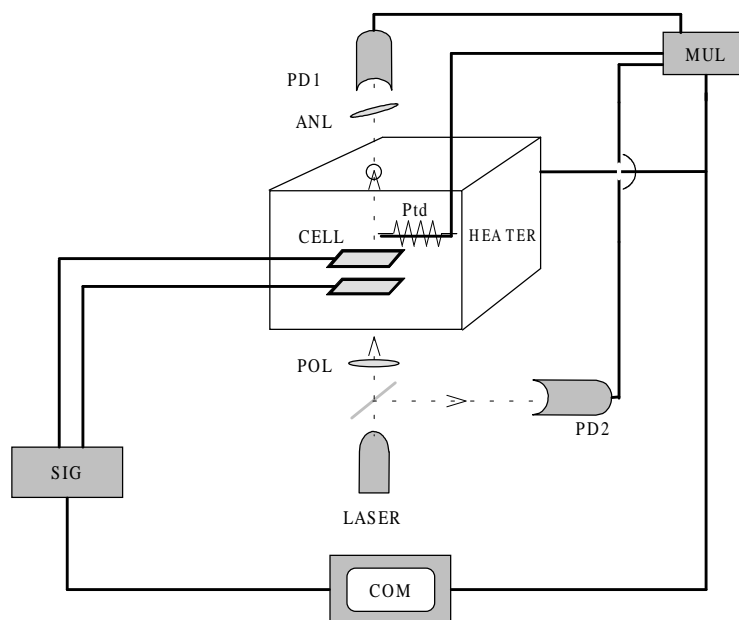 MUL
PD1
ANL
Ptd
CELL
HEATER
POL
PD2
SIG
LASER
COM